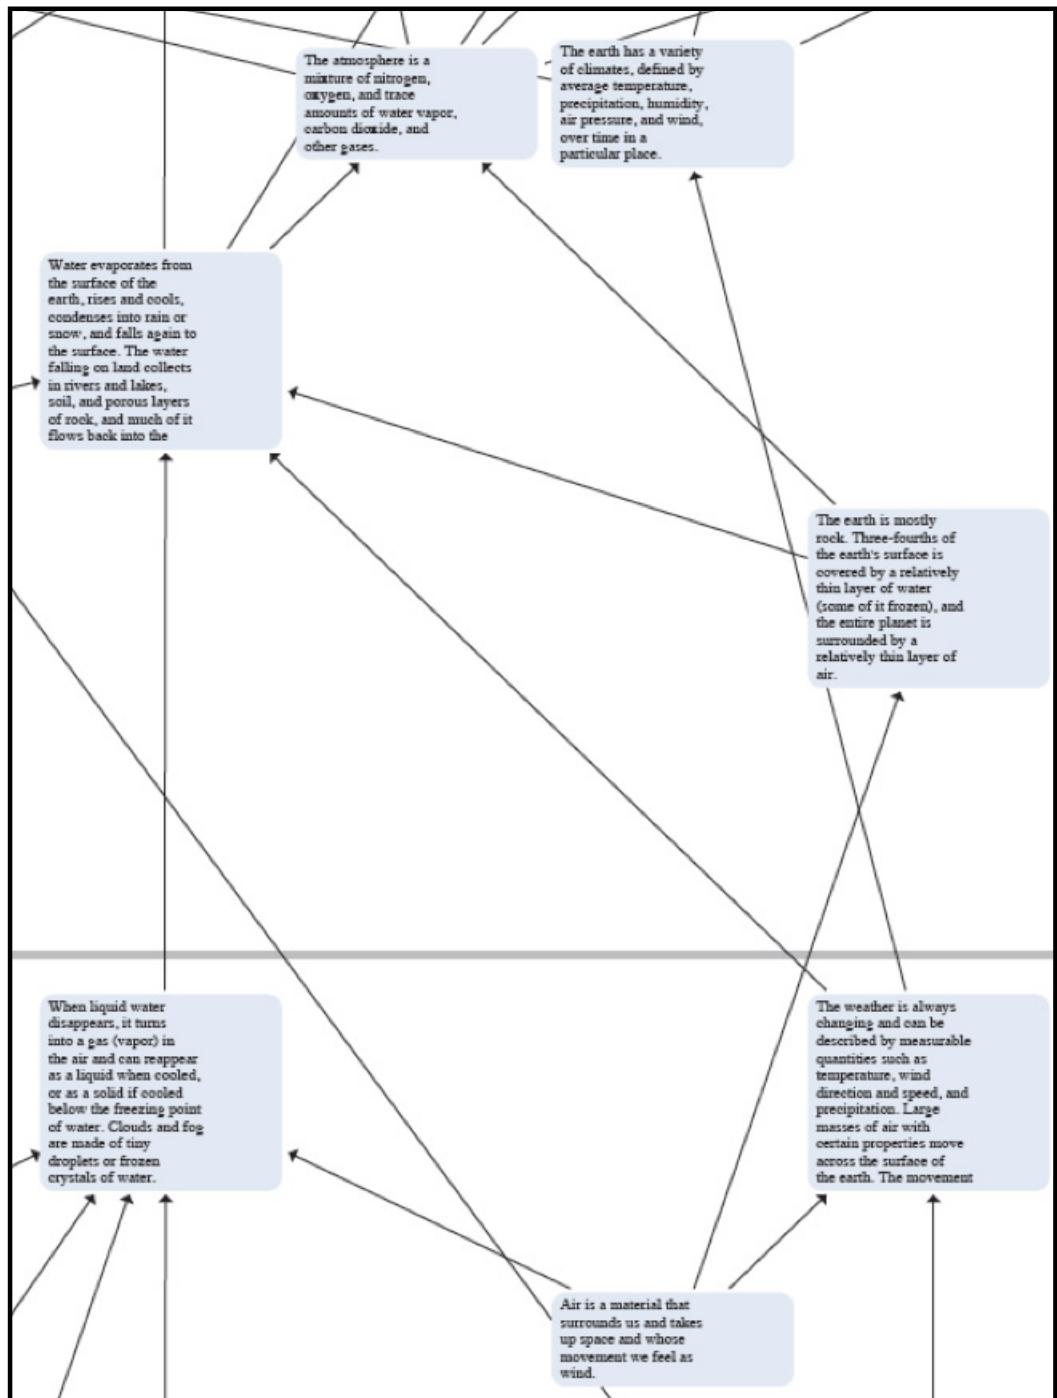 The atmosphere is a
mixture of nitrogen,
oxygen, and trace
amounts of water vapor,
carbon dioxide, and
other gases.
The earth has a variety
of climates, defined by
average temperature,
precipitation, humidity,
air pressure, and wind,
over time in a
particular place.
Water evaporates from
the surface of the
earth, rises and cools,
condenses into rain or
snow, and falls again to
the surface. The water
falling on land collects
in rivers and lakes,
soil, and porous layers
of rock, and much of it
flows back into the
The earth is mostly
rock. Three-fourths of
the earth's surface is
covered by a relatively
thin layer of water
(some of it frozen), and
the entire planet is
surrounded by a
relatively thin layer of
air.
When liquid water
disappears, it turns
into a gas (vapor) in
the air and can reappear
as a liquid when cooled,
or as a solid if cooled
below the freezing point
of water. Clouds and fog
are made of tiny
droplets or frozen
crystals of water.
The weather is always
changing and can be
described by measurable
quantities such as
temperature, wind
direction and speed, and
precipitation. Large
masses of air with
certain properties move
across the surface of
the earth. The movement
Air is a material that
surrounds us and takes
up space and whose
movement we feel as
wind.